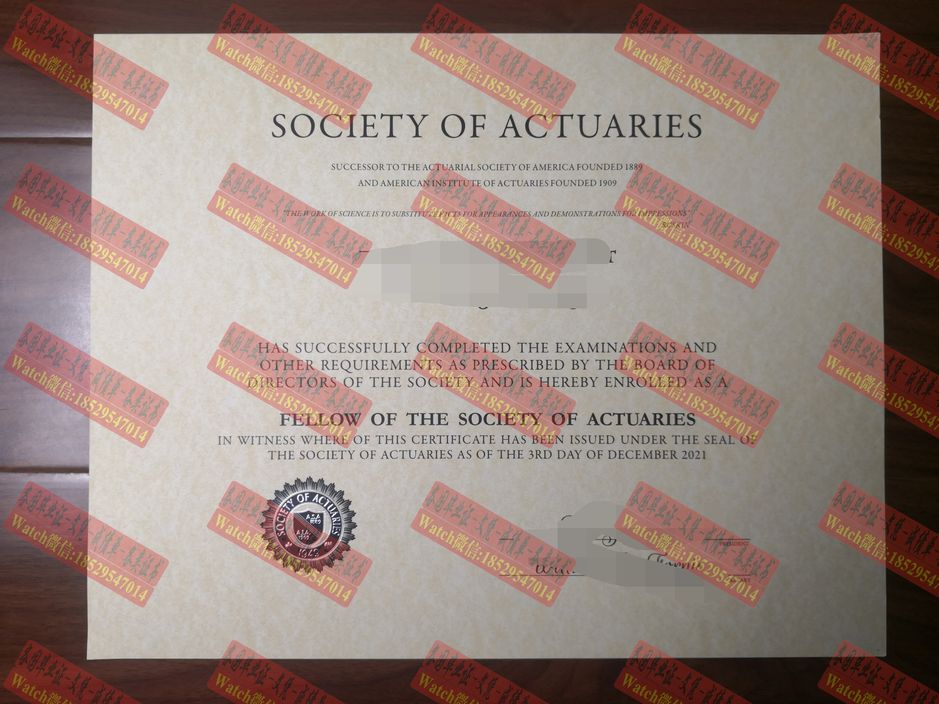 SOCIETY OF ACTUARIES
SUCCESSOR TO THE ACTUARIAL SOCIETY OF AMERICA FOUNDED 1889
AND AMERICAN INSTITUTE OF ACTUARIES FOUNDED 1909
"THE WORK OF SCIENCE IS TO SUBSTITUTE FACTS FOR APPEARANCES AND DEMONSTRATIONS FOR IMPRESSIONS"
RUSKIN
HAS SUCCESSFULLY COMPLETED THE EXAMINATIONS AND
OTHER REQUIREMENTS AS PRESCRIBED BY THE BOARD OF
DIRECTORS OF THE SOCIETY AND IS HEREBY ENROLLED AS A
FELLOW OF THE SOCIETY OF ACTUARIES
IN WITNESS WHERE OF THIS CERTIFICATE HAS BEEN ISSUED UNDER THE SEAL OF
THE SOCIETY OF ACTUARIES AS OF THE 3RD DAY OF DECEMBER 2021
SOCIETY OF ACTUARIES
1949
Watch微信:18529547014